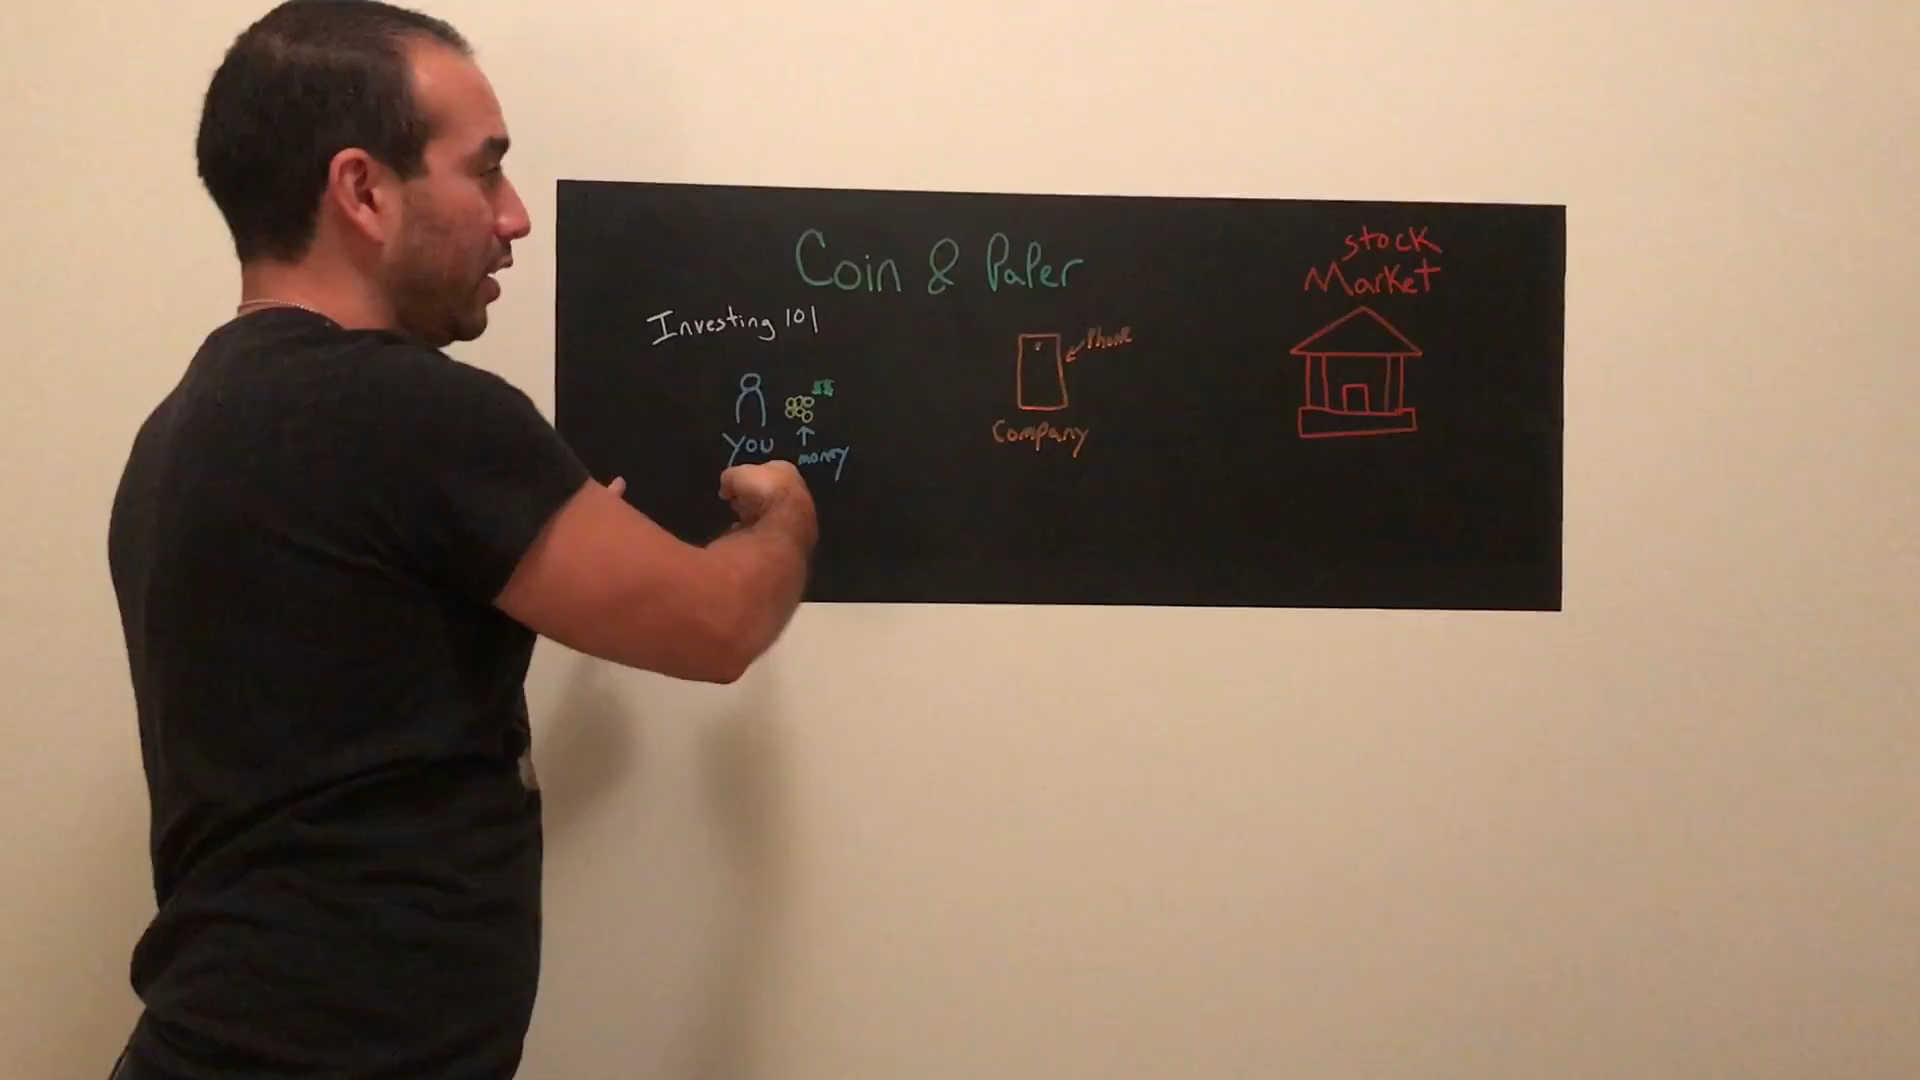 Coin & Paper
Investing 101
stock
Market
Phone
$$
You
money
Company